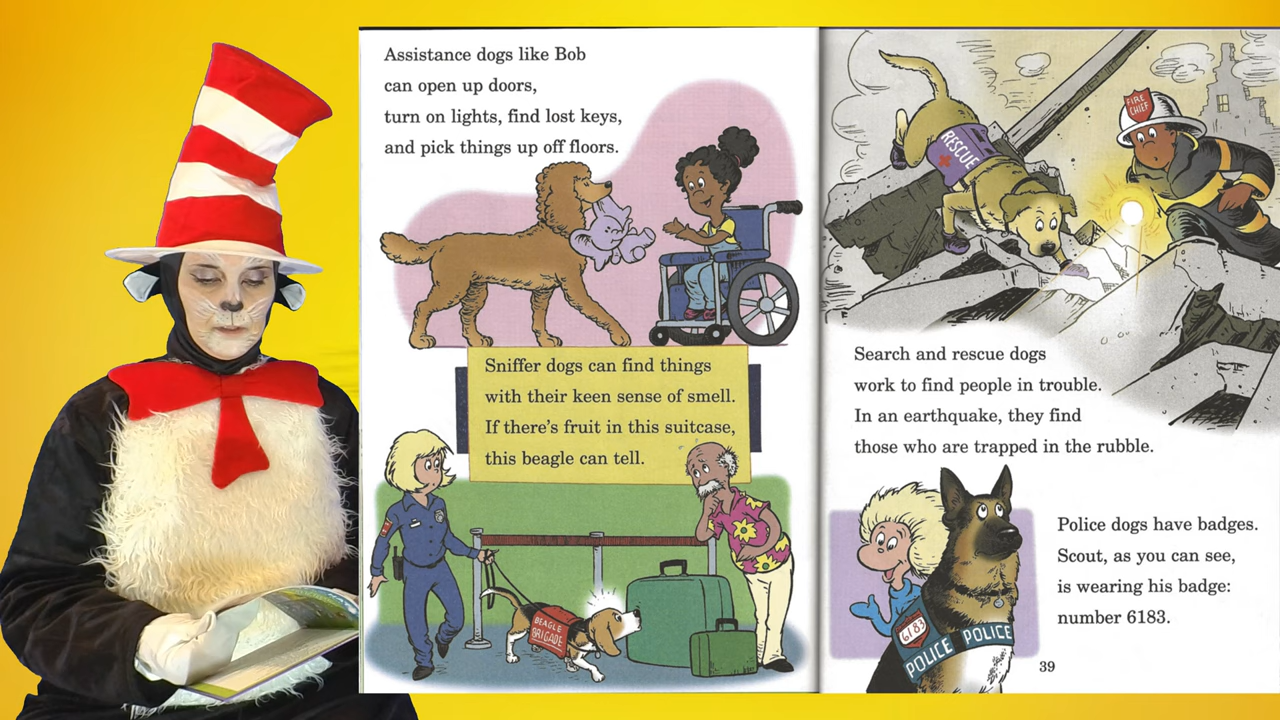 Assistance dogs like Bob
can open up doors,
turn on lights, find lost keys,
and pick things up off floors.
Sniffer dogs can find things
with their keen sense of smell.
If there's fruit in this suitcase,
this beagle can tell.
BEAGLE
BRIGADE
RESCUE
FIRE
CHIEF
Search and rescue dogs
work to find people in trouble.
In an earthquake, they find
those who are trapped in the rubble.
Police dogs have badges.
Scout, as you can see,
is wearing his badge:
number 6183.
6183
POLICE POLICE
39